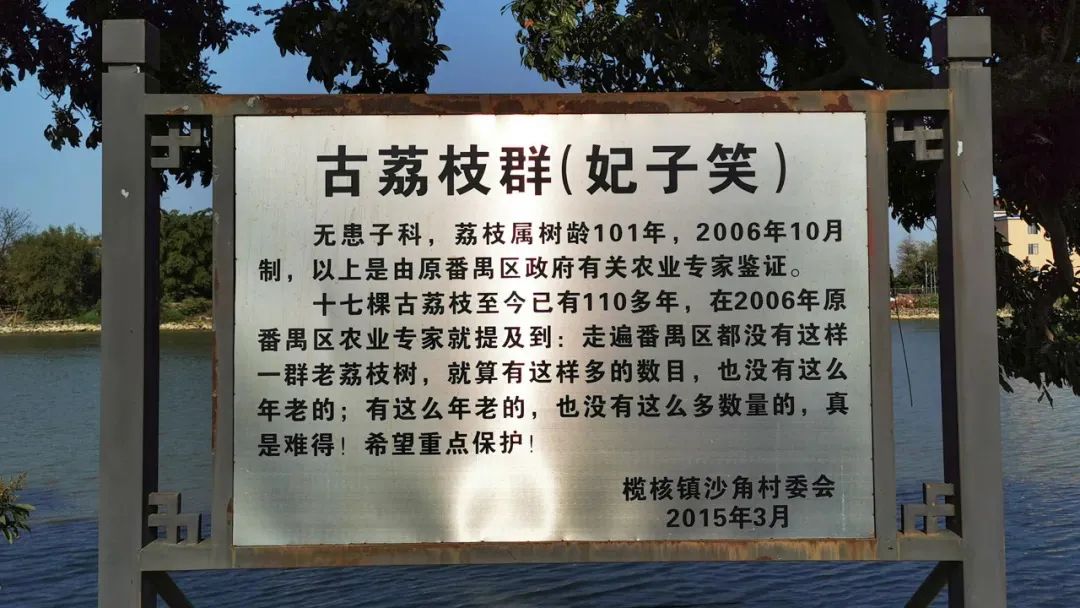 古荔枝群(妃子笑)
无患子科，荔枝属树龄101年，2006年10月
制，以上是由原番禺区政府有关农业专家鉴证。
十七棵古荔枝至今已有110多年，在2006年原
番禺区农业专家就提及到：走遍番禺区都没有这样
一群老荔枝树，就算有这样多的数目，也没有这么
年老的；有这么年老的，也没有这么多数量的，真
是难得！希望重点保护！
榄核镇沙角村委会
2015年3月